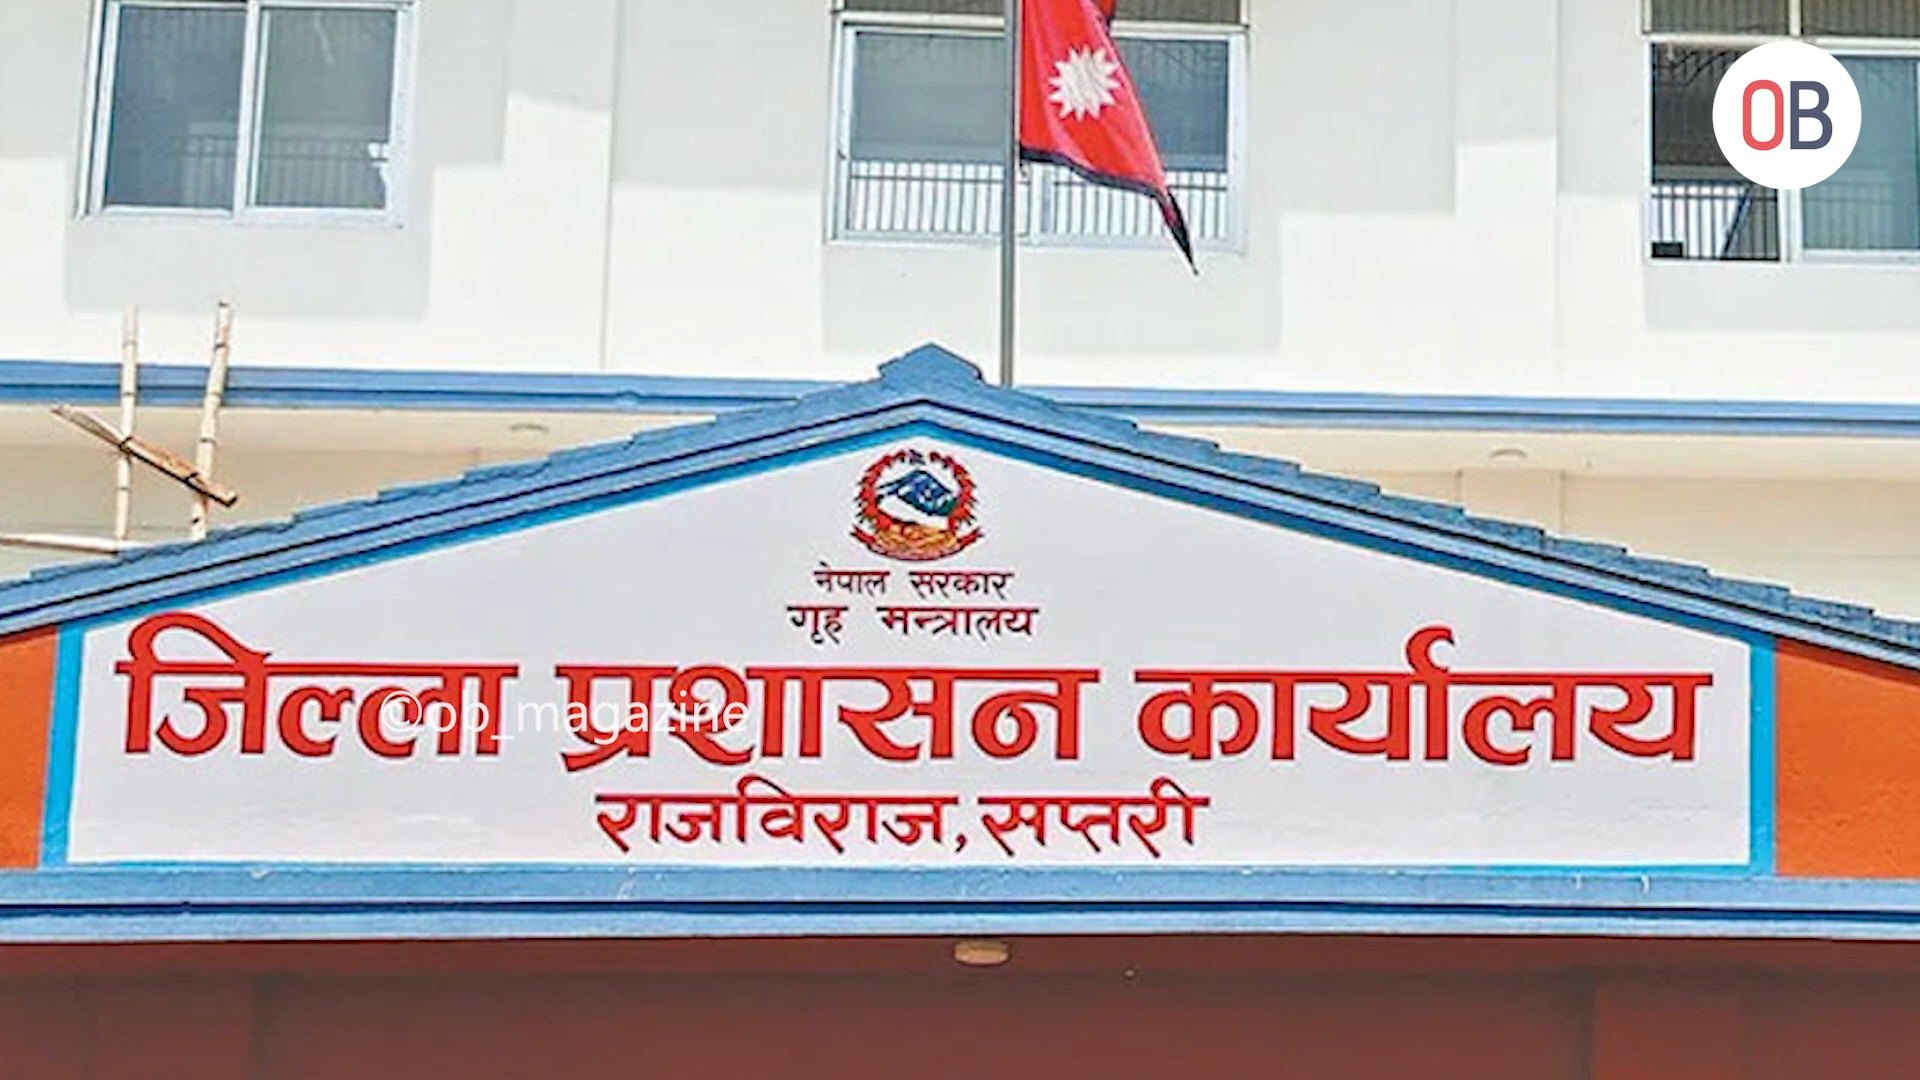 OB
नेपाल सरकार
गृह मन्त्रालय
जिल्ला प्रशासन कार्यालय
©ob_magazine
राजविराज, सप्तरी